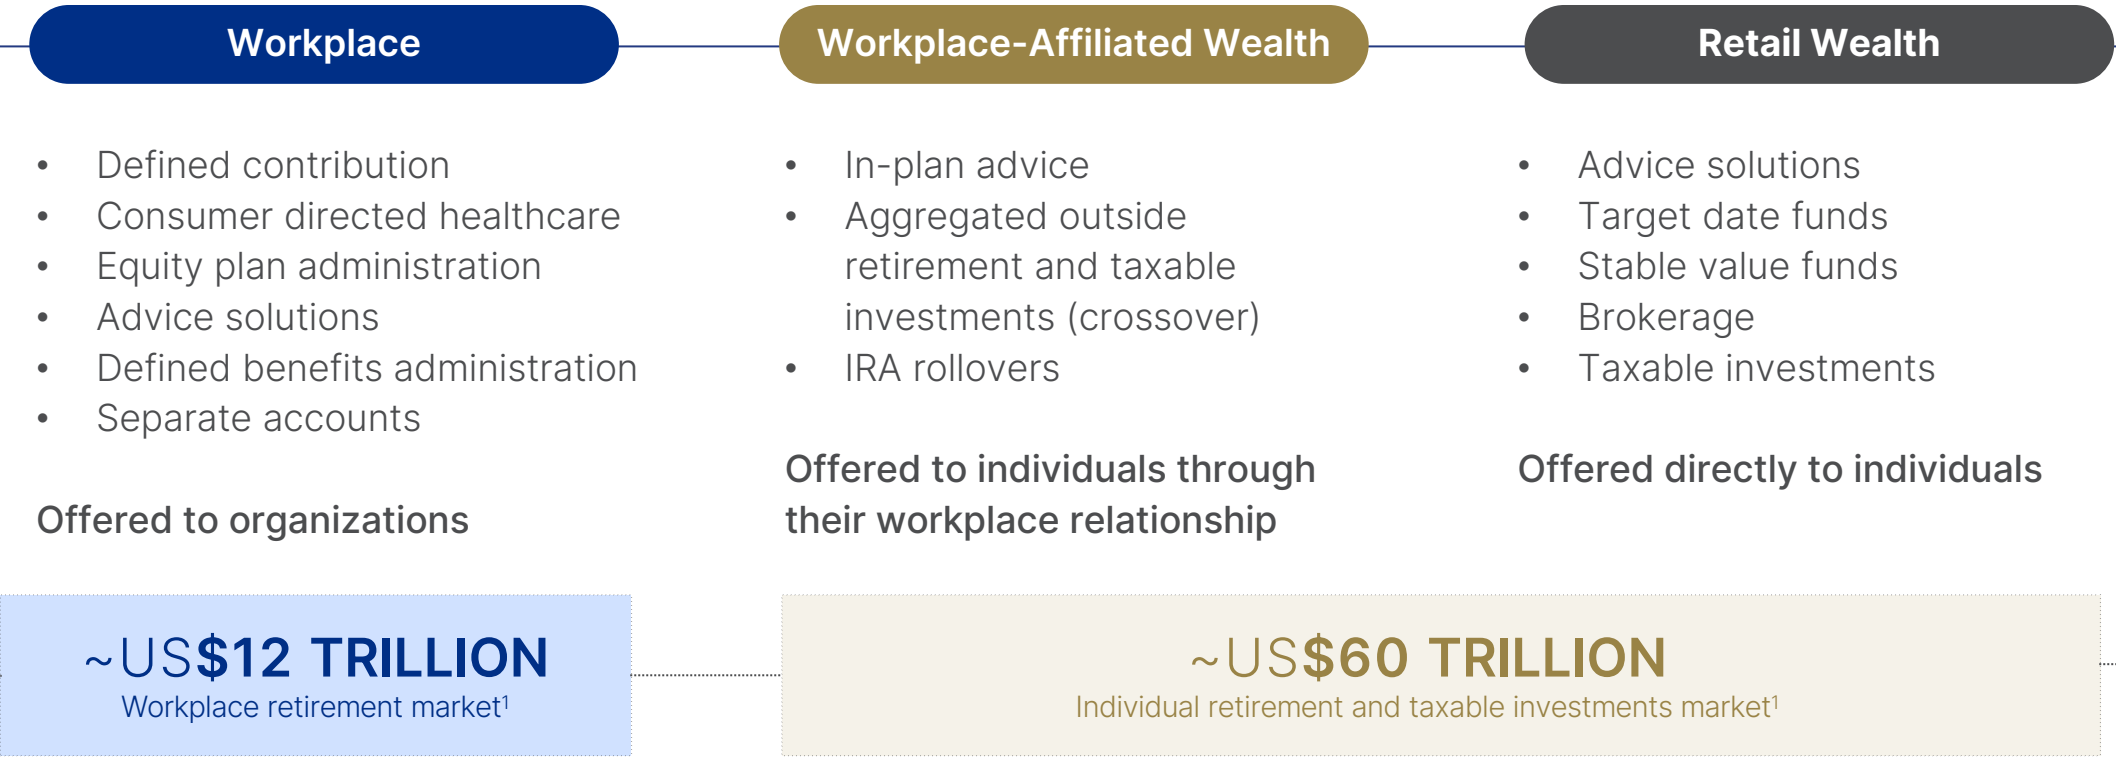 Workplace
• Defined contribution
• Consumer directed healthcare
• Equity plan administration
• Advice solutions
• Defined benefits administration
• Separate accounts
Offered to organizations
Workplace-Affiliated Wealth
• In-plan advice
• Aggregated outside
retirement and taxable
investments (crossover)
• IRA rollovers
Offered to individuals through
their workplace relationship
Retail Wealth
• Advice solutions
• Target date funds
• Stable value funds
• Brokerage
• Taxable investments
Offered directly to individuals
~US$12 TRILLION
Workplace retirement market¹
~US$60 TRILLION
Individual retirement and taxable investments market¹